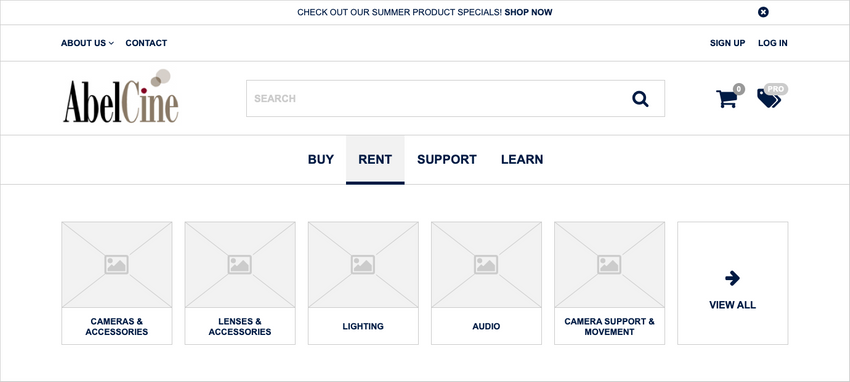 CHECK OUT OUR SUMMER PRODUCT SPECIALS! SHOP NOW
ABOUT US CONTACT SIGN UP LOG IN
AbelCine SEARCH 0 PRO
BUY RENT SUPPORT LEARN
CAMERAS &
ACCESSORIES
LENSES &
ACCESSORIES
LIGHTING
AUDIO
CAMERA SUPPORT &
MOVEMENT
VIEW ALL